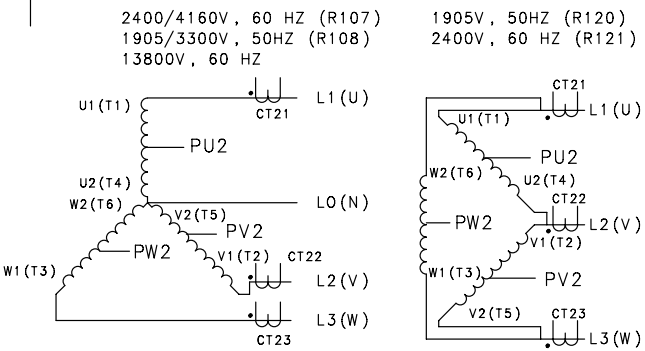 2400/4160V, 60 HZ (R107)
1905/3300V, 50HZ (R108)
13800V, 60 HZ
1905V, 50HZ (R120)
2400V, 60 HZ (R121)
U1(T1)
CT21
L1(U)
PU2
U2(T4)
W2(T6)
L0(N)
V2(T5)
PV2
PW2
V1(T2)
CT22
W1(T3)
L2(V)
L3(W)
CT23
CT21
L1(U)
U1(T1)
PU2
W2(T6)
U2(T4)
CT22
PW2
L2(V)
V1(T2)
W1(T3)
PV2
V2(T5)
CT23
L3(W)